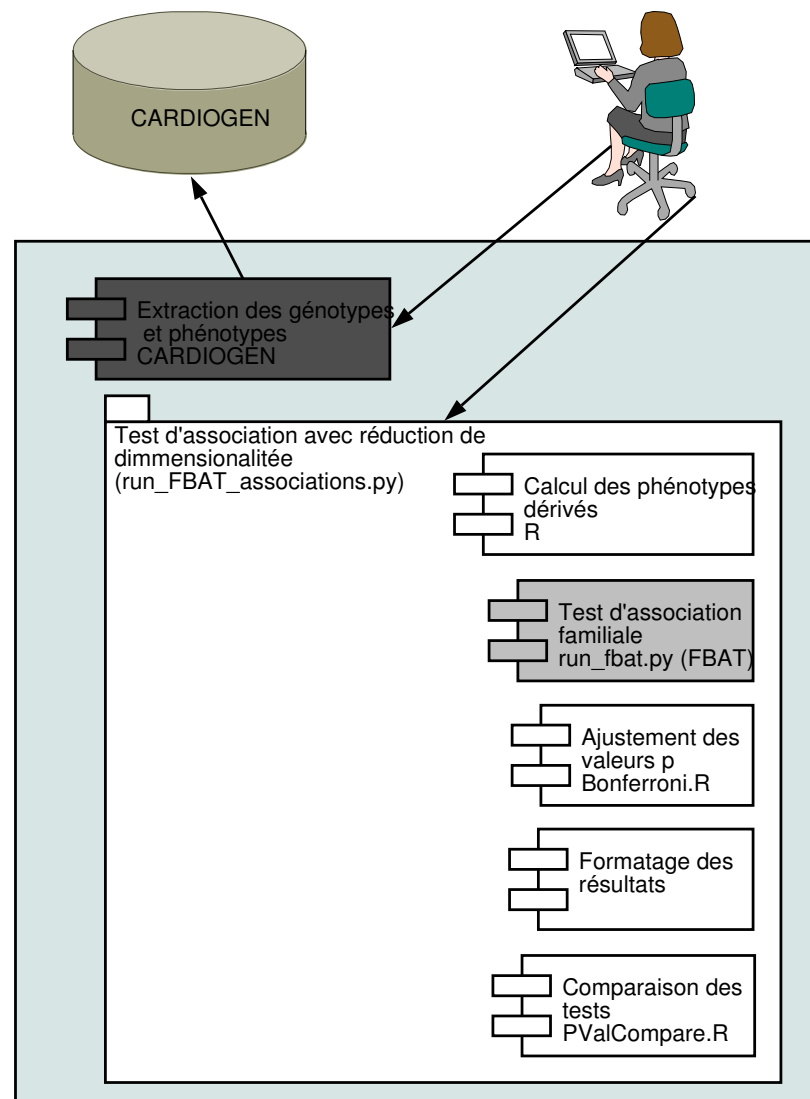 CARDIOGEN
Extraction des génotypes
et phénotypes
CARDIOGEN
Test d'association avec réduction de
dimmensionalitée
(run_FBAT_associations.py)
Calcul des phénotypes
dérivés
R
Test d'association
familiale
run_fbat.py (FBAT)
Ajustement des
valeurs p
Bonferroni.R
Formatage des
résultats
Comparaison des
tests
PValCompare.R